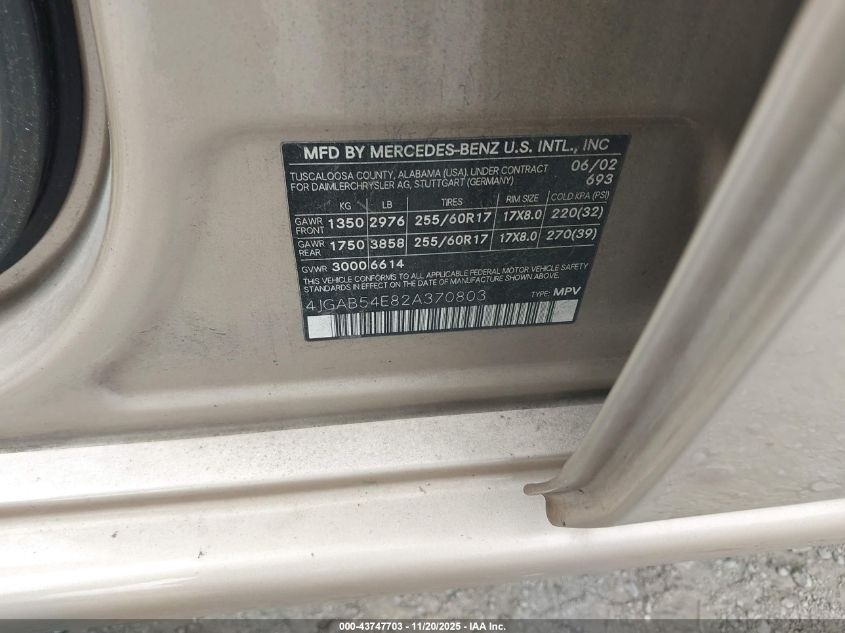 MFD BY MERCEDES-BENZ U.S. INTL., INC
TUSCALOOSA COUNTY, ALABAMA (USA), UNDER CONTRACT 06/02
FOR DAIMLERCHRYSLER AG, STUTTGART (GERMANY) 693
KG LB TIRES RIM SIZE COLD KPA (PSI)
GAWR FRONT 1350 2976 255/60R17 17X8.0 220(32)
GAWR REAR 1750 3858 255/60R17 17X8.0 270(39)
GVWR 3000 6614
THIS VEHICLE CONFORMS TO ALL APPLICABLE FEDERAL MOTOR VEHICLE SAFETY
STANDARDS IN EFFECT ON THE DATE OF MANUFACTURE SHOWN ABOVE.
4JGAB54E82A370803 TYPE: MPV
000-43747703 - 11/20/2025 - IAA Inc.